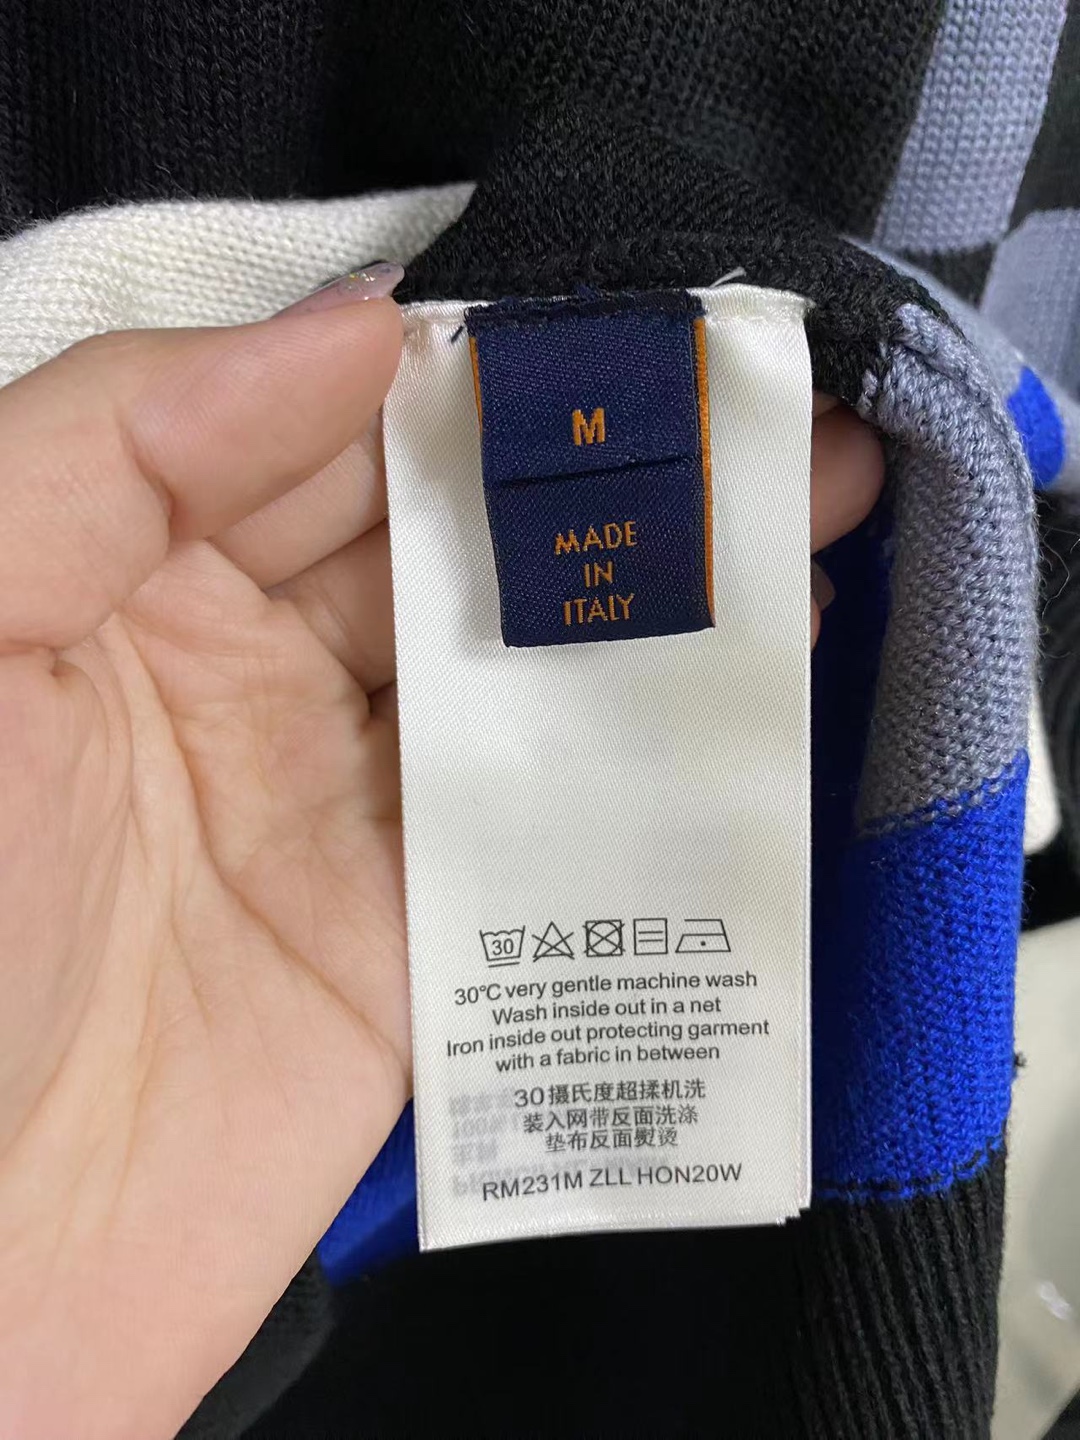 M
MADE
IN
ITALY
30
30°C very gentle machine wash
Wash inside out in a net
Iron inside out protecting garment
with a fabric in between
30摄氏度超揉机洗
装入网带反面洗涤
垫布反面熨烫
RM231M ZLL HON20W